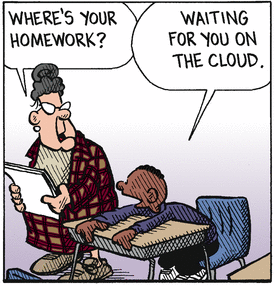 WHERE'S YOUR
HOMEWORK?
WAITING
FOR YOU ON
THE CLOUD.